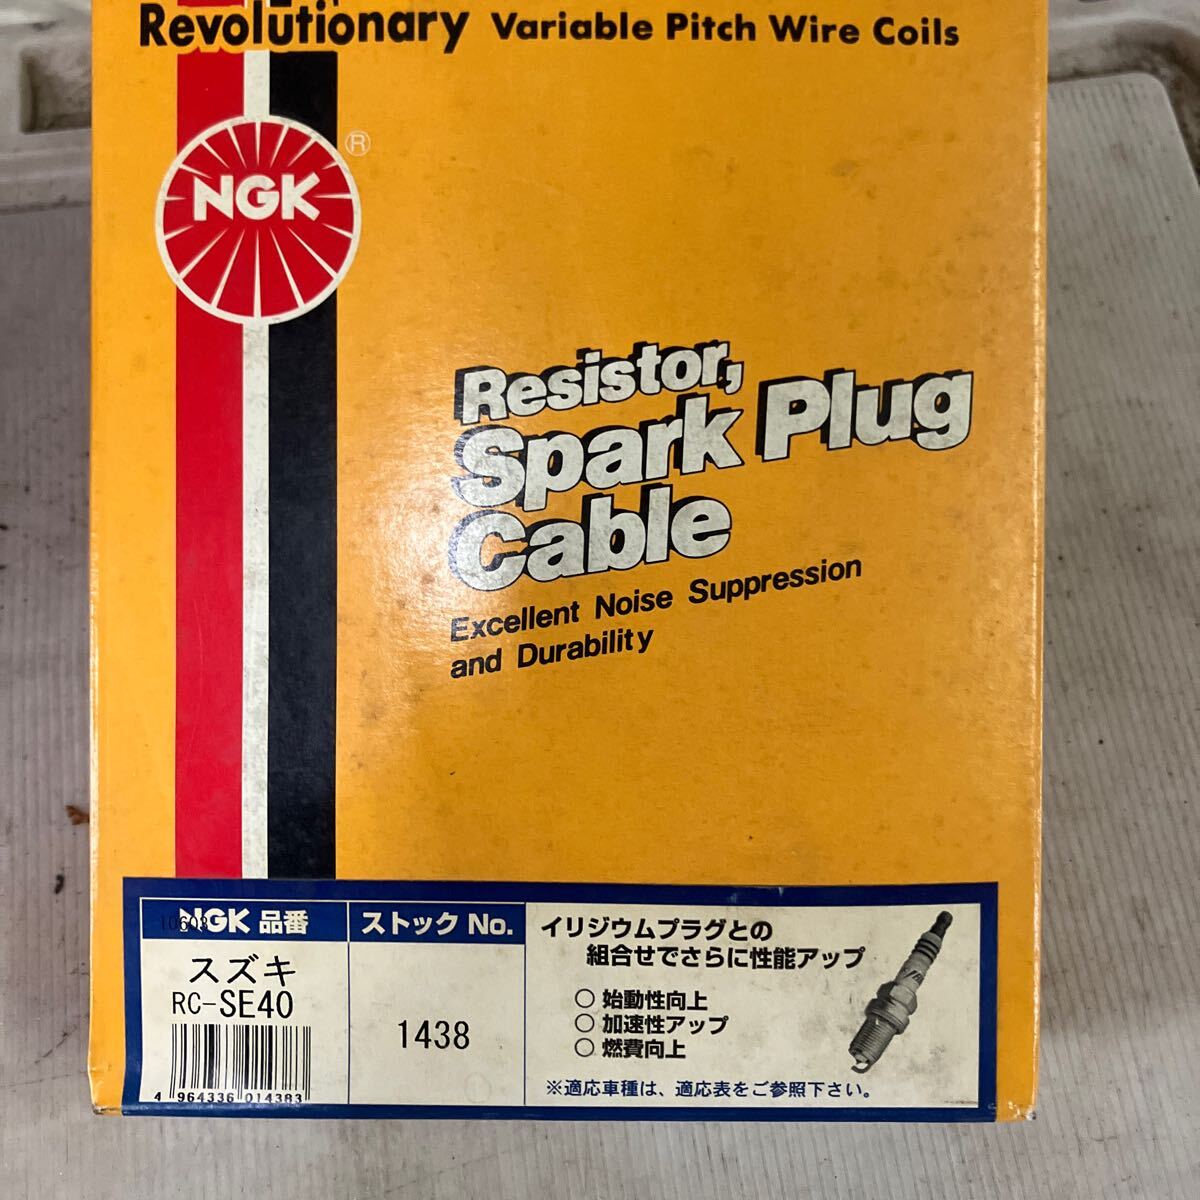 Revolutionary Variable Pitch Wire Coils
NGK
®
Resistor,
Spark Plug
Cable
Excellent Noise Suppression
and Durability
NGK 品番
ストック No.
スズキ
RC-SE40
1438
4 964336 014383
イリジウムプラグとの
組合せでさらに性能アップ
○ 始動性向上
○ 加速性アップ
○ 燃費向上
※適応車種は、適応表をご参照下さい。